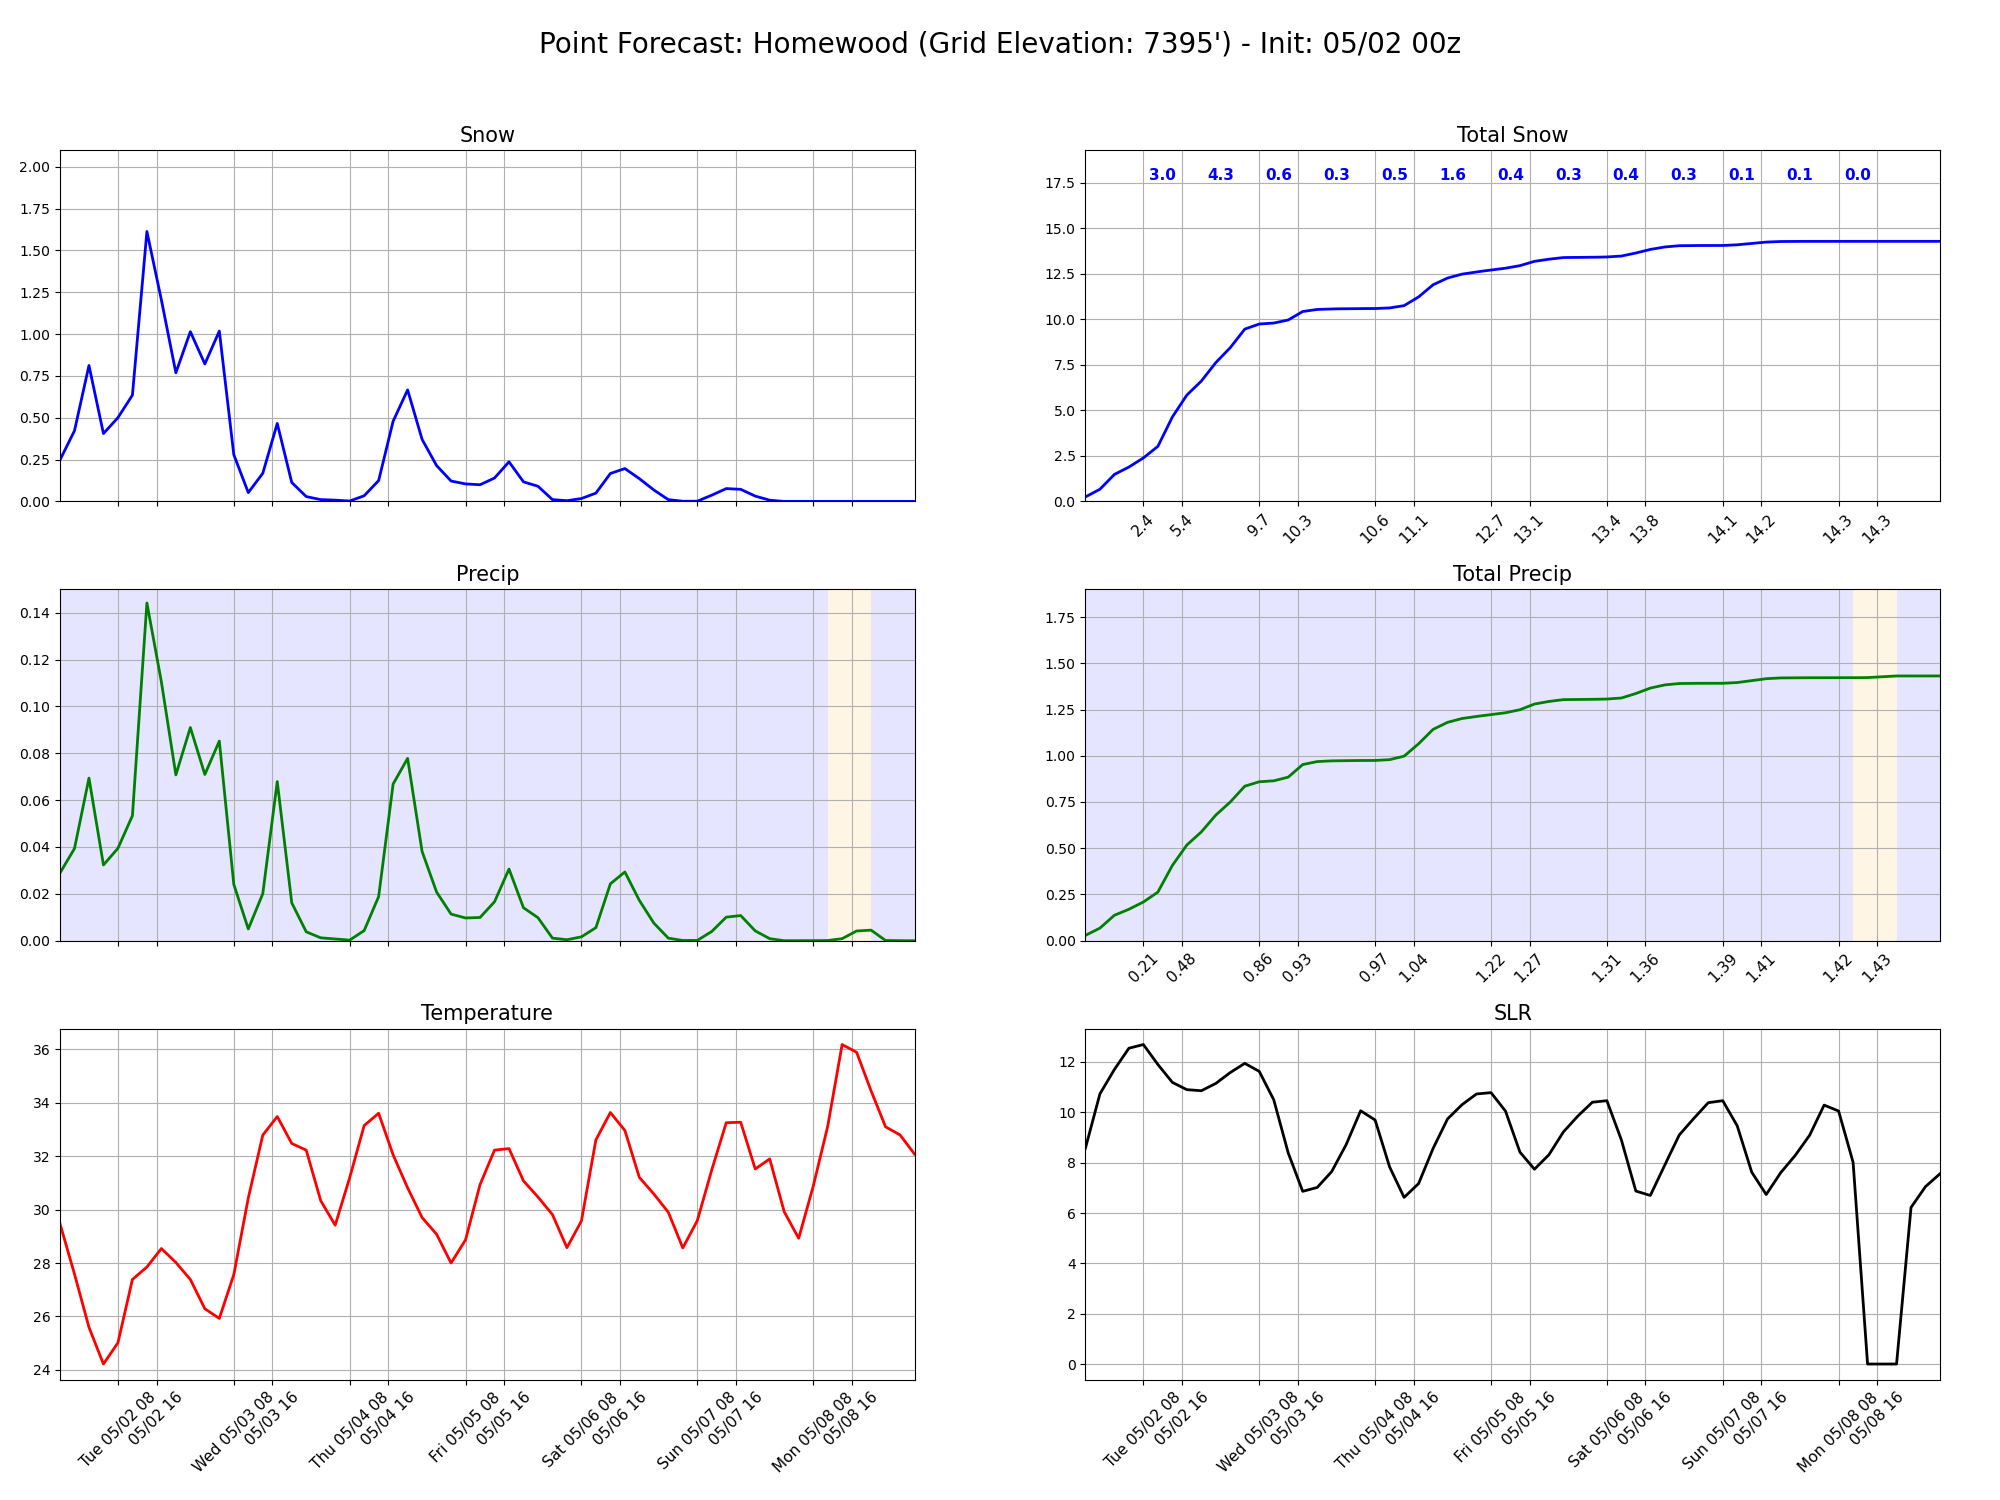 Point Forecast: Homewood (Grid Elevation: 7395') - Init: 05/02 00z
Snow
2.00
1.75
1.50
1.25
1.00
0.75
0.50
0.25
0.00
Total Snow
3.0 4.3 0.6 0.3 0.5 1.6 0.4 0.3 0.4 0.3 0.1 0.1 0.0
17.5
15.0
12.5
10.0
7.5
5.0
2.5
0.0
2.4 5.4 9.7 10.3 10.6 11.1 12.7 13.1 13.4 13.8 14.1 14.2 14.3 14.3
Precip
0.14
0.12
0.10
0.08
0.06
0.04
0.02
0.00
Total Precip
1.75
1.50
1.25
1.00
0.75
0.50
0.25
0.00
0.21 0.48 0.86 0.93 0.97 1.04 1.22 1.27 1.31 1.36 1.39 1.41 1.42 1.43
Temperature
36
34
32
30
28
26
24
Tue 05/02 08
05/02 16
Wed 05/03 08
05/03 16
Thu 05/04 08
05/04 16
Fri 05/05 08
05/05 16
Sat 05/06 08
05/06 16
Sun 05/07 08
05/07 16
Mon 05/08 08
05/08 16
SLR
12
10
8
6
4
2
0
Tue 05/02 08
05/02 16
Wed 05/03 08
05/03 16
Thu 05/04 08
05/04 16
Fri 05/05 08
05/05 16
Sat 05/06 08
05/06 16
Sun 05/07 08
05/07 16
Mon 05/08 08
05/08 16